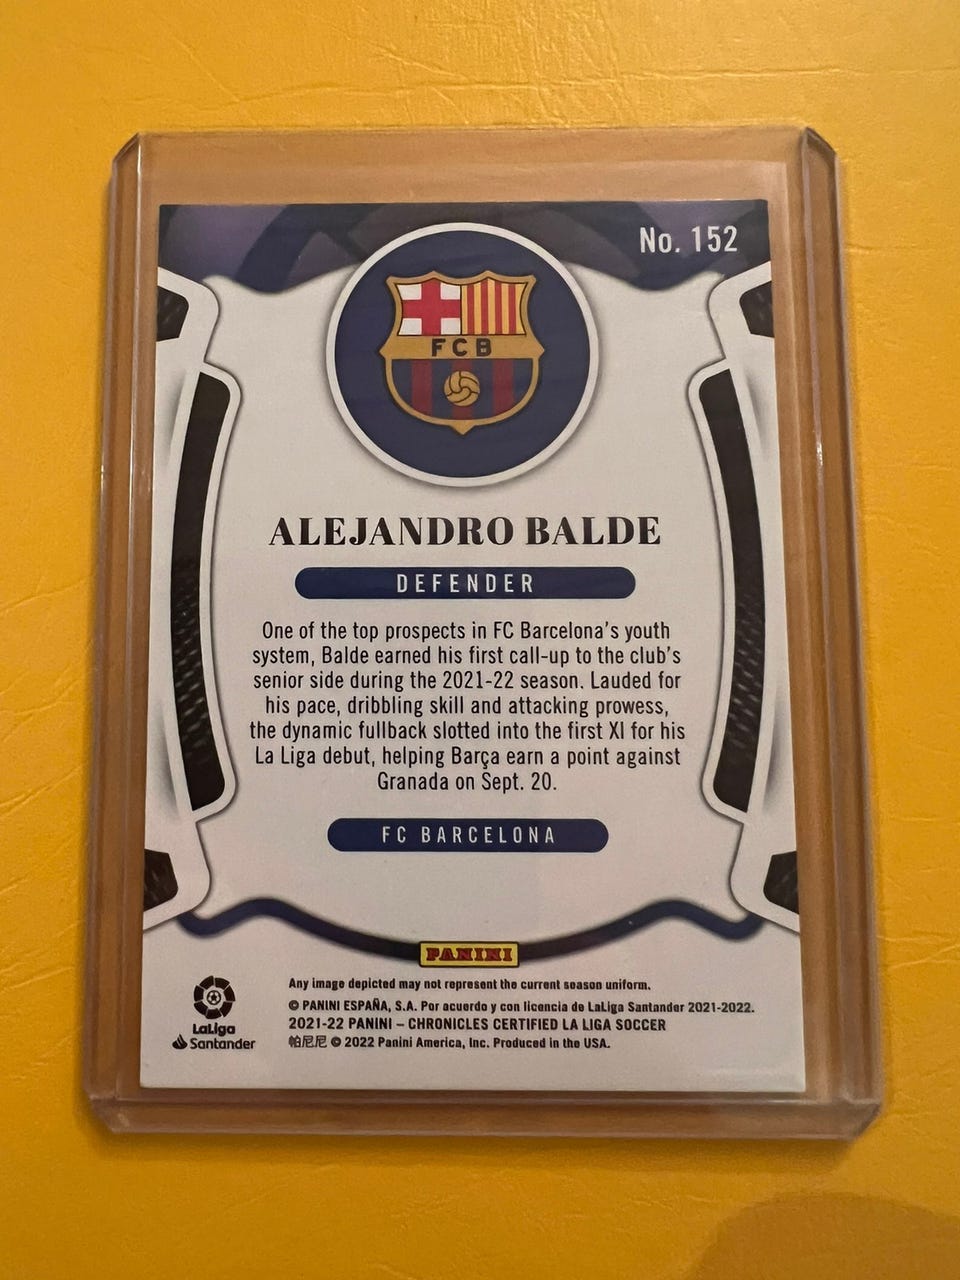 No. 152
FCB
ALEJANDRO BALDE
DEFENDER
One of the top prospects in FC Barcelona's youth
system, Balde earned his first call-up to the club's
senior side during the 2021-22 season. Lauded for
his pace, dribbling skill and attacking prowess,
the dynamic fullback slotted into the first XI for his
La Liga debut, helping Barça earn a point against
Granada on Sept. 20.
FC BARCELONA
PANINI
Any image depicted may not represent the current season uniform.
© PANINI ESPAÑA, S.A. Por acuerdo y con licencia de LaLiga Santander 2021-2022.
2021-22 PANINI – CHRONICLES CERTIFIED LA LIGA SOCCER
帕尼尼 © 2022 Panini America, Inc. Produced in the USA.
LaLiga
Santander